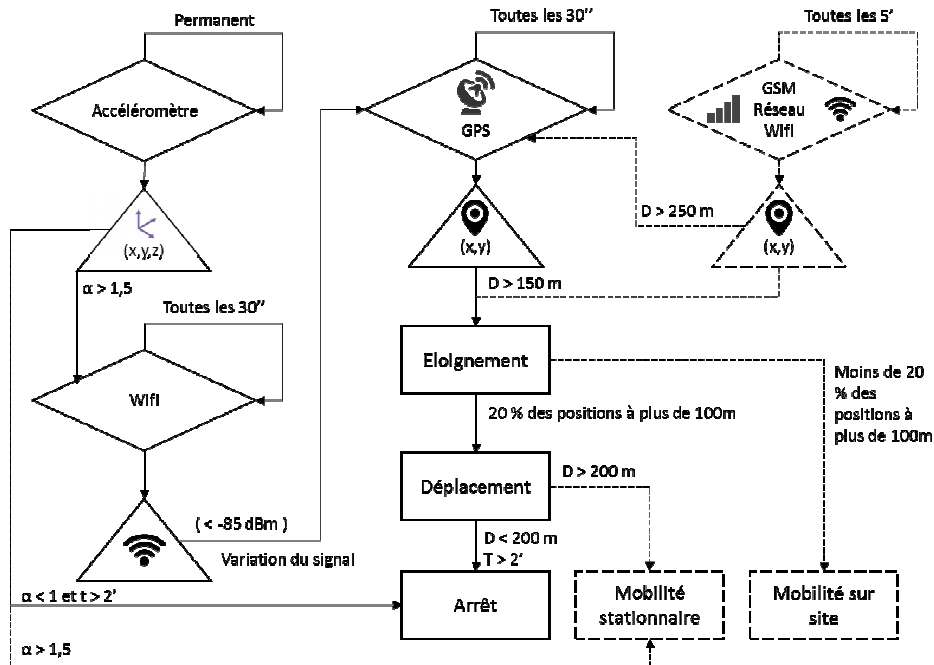 Permanent
Toutes les 30’’
Toutes les 5’
Accéléromètre
GPS
GSM
Réseau
Wifi
(x,y,z)
(x,y)
(x,y)
D > 250 m
α > 1,5
D > 150 m
Toutes les 30’’
Eloignement
Moins de 20
% des
positions à
plus de 100m
Wifi
20 % des positions à plus de 100m
Déplacement
D > 200 m
( < -85 dBm )
Variation du signal
D < 200 m
T > 2’
α < 1 et t > 2’
Arrêt
Mobilité
stationnaire
Mobilité sur
site
α > 1,5